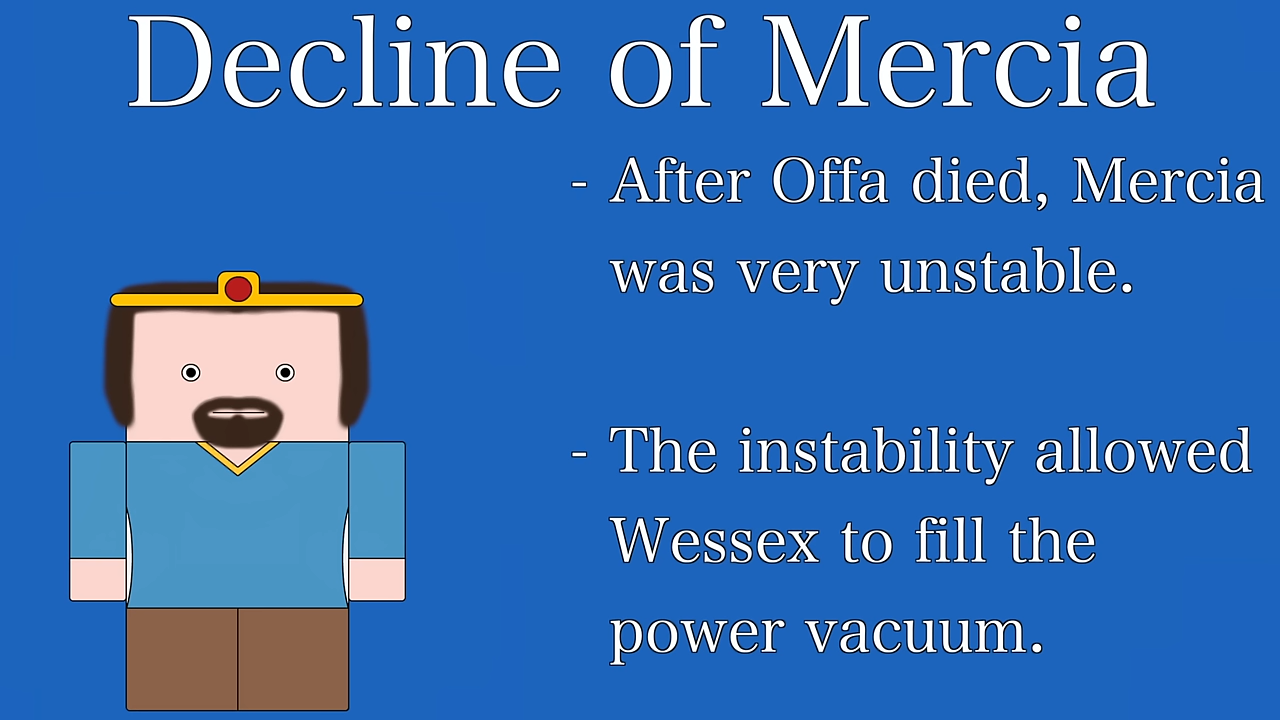 Decline of Mercia
- After Offa died, Mercia
was very unstable.
- The instability allowed
Wessex to fill the
power vacuum.